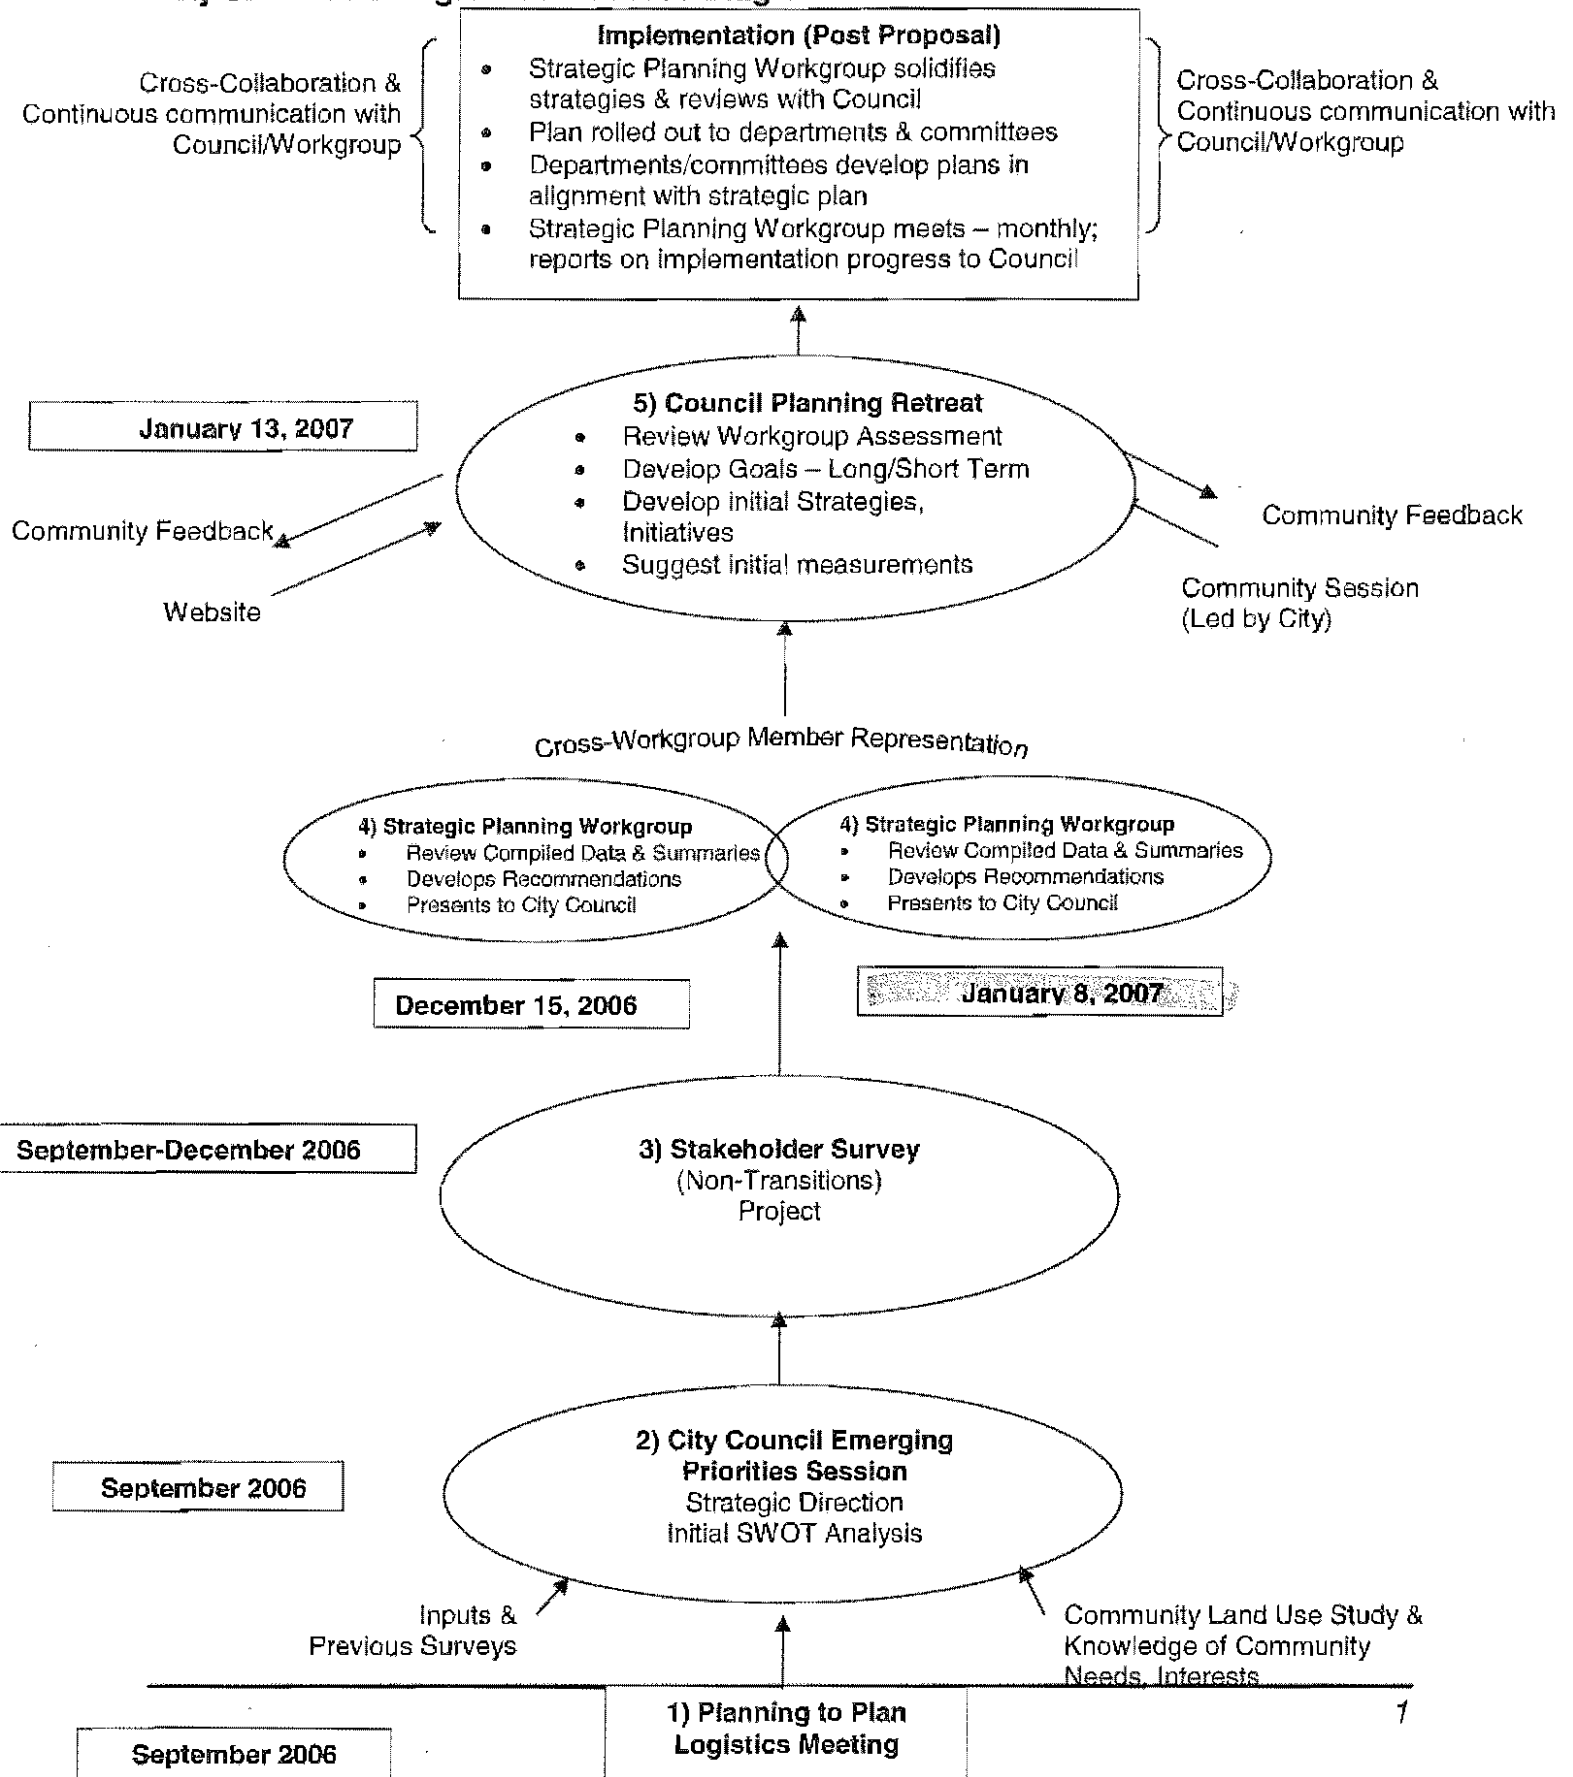 Implementation (Post Proposal)
• Strategic Planning Workgroup solidifies
strategies & reviews with Council
• Plan rolled out to departments & committees
• Departments/committees develop plans in
alignment with strategic plan
• Strategic Planning Workgroup meets – monthly;
reports on implementation progress to Council
Cross-Collaboration &
Continuous communication with
Council/Workgroup
Cross-Collaboration &
Continuous communication with
Council/Workgroup
January 13, 2007
5) Council Planning Retreat
• Review Workgroup Assessment
• Develop Goals – Long/Short Term
• Develop initial Strategies,
Initiatives
• Suggest initial measurements
Community Feedback
Website
Community Feedback
Community Session
(Led by City)
Cross-Workgroup Member Representation
4) Strategic Planning Workgroup
• Review Compiled Data & Summaries
• Develops Recommendations
• Presents to City Council
4) Strategic Planning Workgroup
• Review Compiled Data & Summaries
• Develops Recommendations
• Presents to City Council
December 15, 2006
January 8, 2007
September-December 2006
3) Stakeholder Survey
(Non-Transitions)
Project
September 2006
2) City Council Emerging
Priorities Session
Strategic Direction
Initial SWOT Analysis
Inputs &
Previous Surveys
Community Land Use Study &
Knowledge of Community
Needs, Interests
1) Planning to Plan
Logistics Meeting
1
September 2006